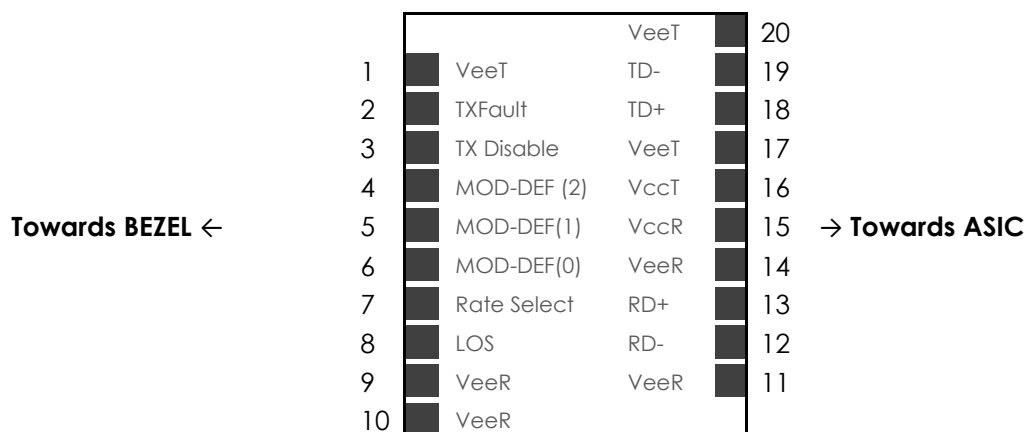 VeeT 20
1 VeeT TD- 19
2 TXFault TD+ 18
3 TX Disable VeeT 17
4 MOD-DEF (2) VccT 16
Towards BEZEL ← 5 MOD-DEF(1) VccR 15 → Towards ASIC
6 MOD-DEF(0) VeeR 14
7 Rate Select RD+ 13
8 LOS RD- 12
9 VeeR VeeR 11
10 VeeR